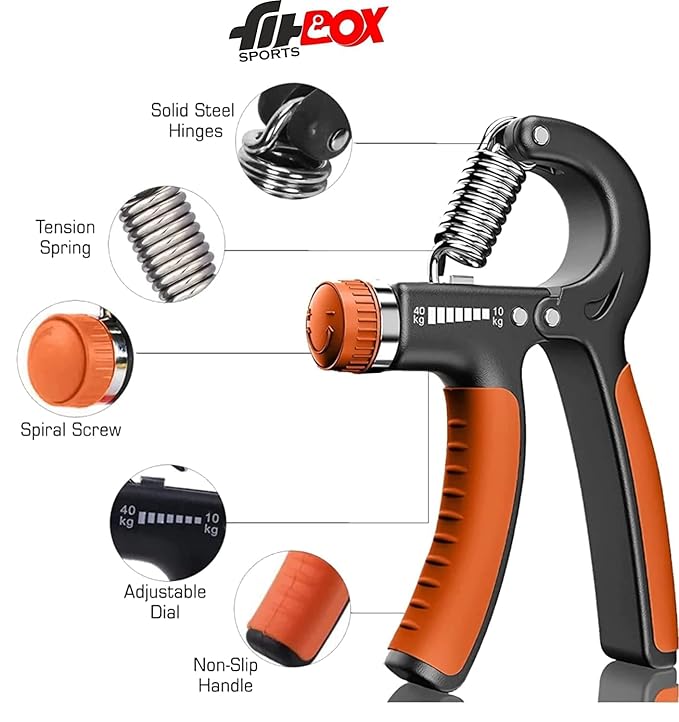 FitBOX
SPORTS
Solid Steel
Hinges
Tension
Spring
40
kg
10
kg
Spiral Screw
40
kg
10
kg
Adjustable
Dial
Non-Slip
Handle